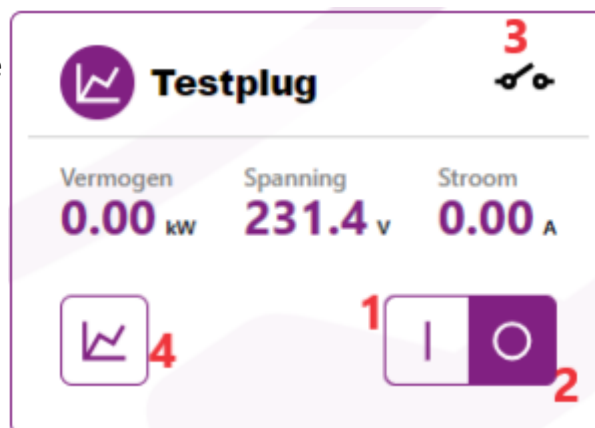 3
e
Testplug
Vermogen Spanning Stroom
0.00 kW 231.4 V 0.00 A
1
4
2